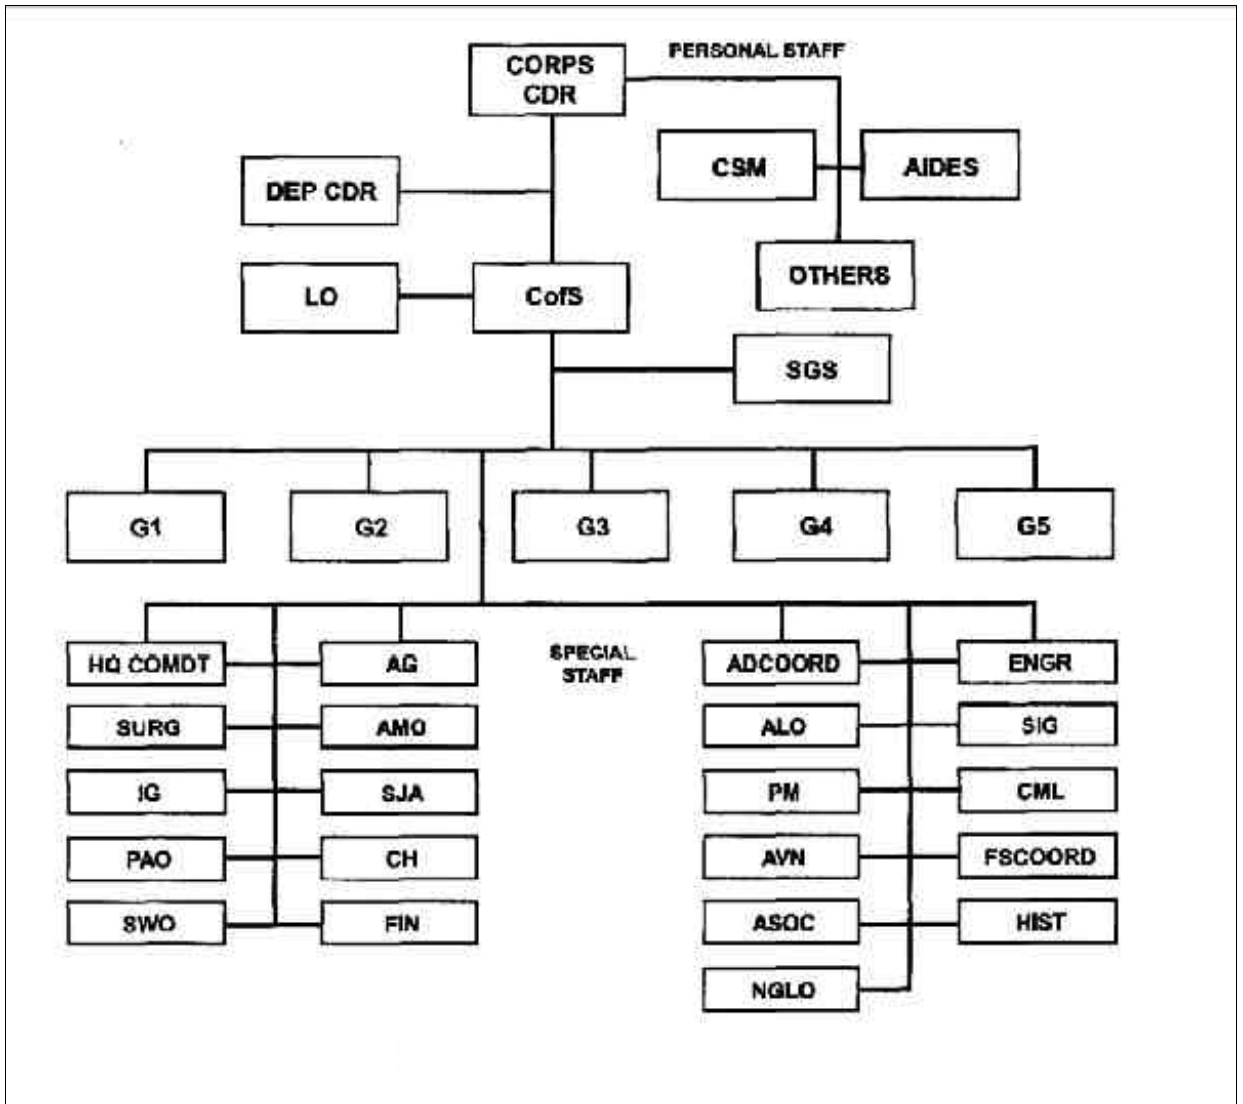 CORPS
CDR
PERSONAL STAFF
CSM
AIDES
DEP CDR
OTHERS
LO
CofS
SGS
G1
G2
G3
G4
G5
SPECIAL
STAFF
HQ COMDT
AG
ADCOORD
ENGR
SURG
AMO
ALO
SIG
IG
SJA
PM
CML
PAO
CH
AVN
FSCOORD
SWO
FIN
ASOC
HIST
NGLO